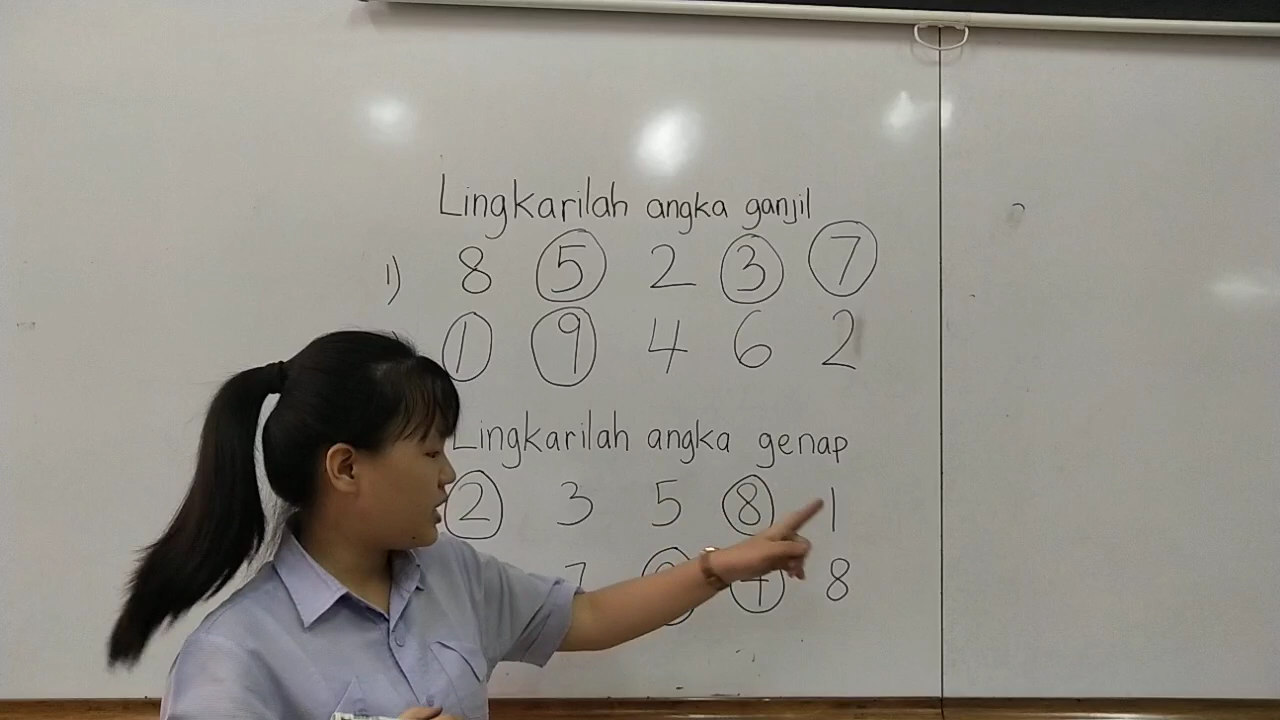 Lingkarilah angka ganjil
1) 8 5 2 3 7
1 9 4 6 2
Lingkarilah angka genap
2 3 5 8 1
7 4 8